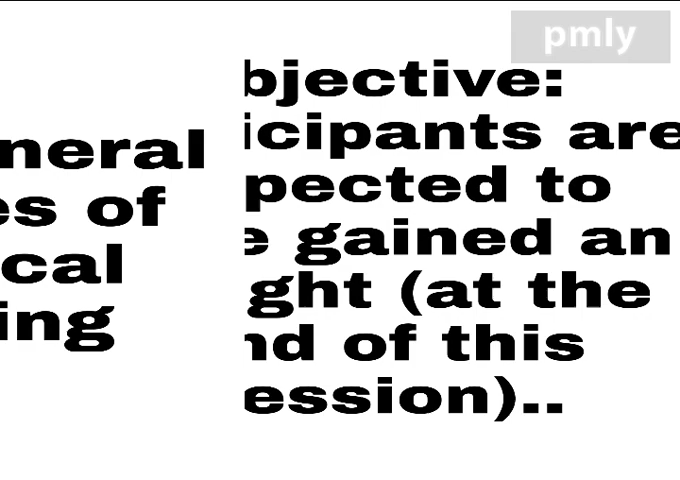 pmly
neral
es of
cal
ing
bjective:
icipants are
pected to
e gained an
ght (at the
nd of this
ession)..